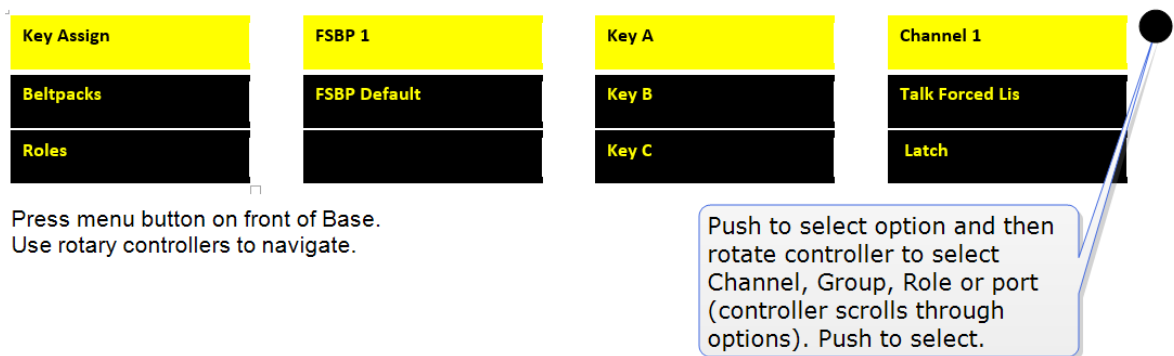 Key Assign
FSBP 1
Key A
Channel 1
Beltpacks
FSBP Default
Key B
Talk Forced Lis
Roles
Key C
Latch
Press menu button on front of Base.
Use rotary controllers to navigate.
Push to select option and then
rotate controller to select
Channel, Group, Role or port
(controller scrolls through
options). Push to select.